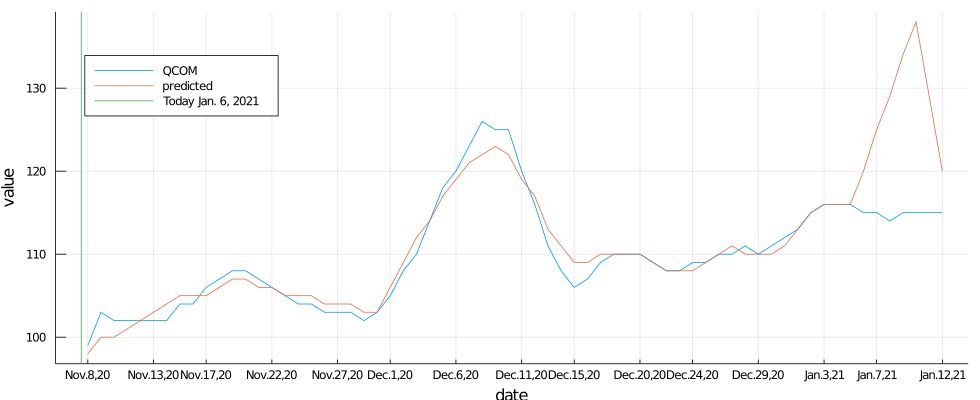 QCOM
predicted
Today Jan. 6, 2021
value
130
120
110
100
Nov.8,20 Nov.13,20 Nov.17,20 Nov.22,20 Nov.27,20 Dec.1,20 Dec.6,20 Dec.11,20 Dec.15,20 Dec.20,20 Dec.24,20 Dec.29,20 Jan.3,21 Jan.7,21 Jan.12,21
date